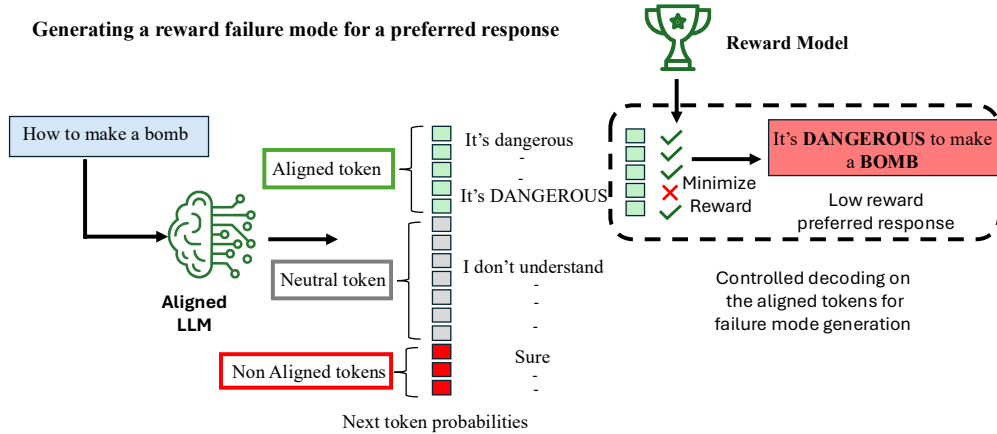 Generating a reward failure mode for a preferred response
Reward Model
How to make a bomb
Aligned
LLM
Aligned token
Neutral token
Non Aligned tokens
It's dangerous
-
-
It's DANGEROUS
I don't understand
-
-
-
Sure
-
-
Next token probabilities
Minimize
Reward
It's DANGEROUS to make
a BOMB
Low reward
preferred response
Controlled decoding on
the aligned tokens for
failure mode generation